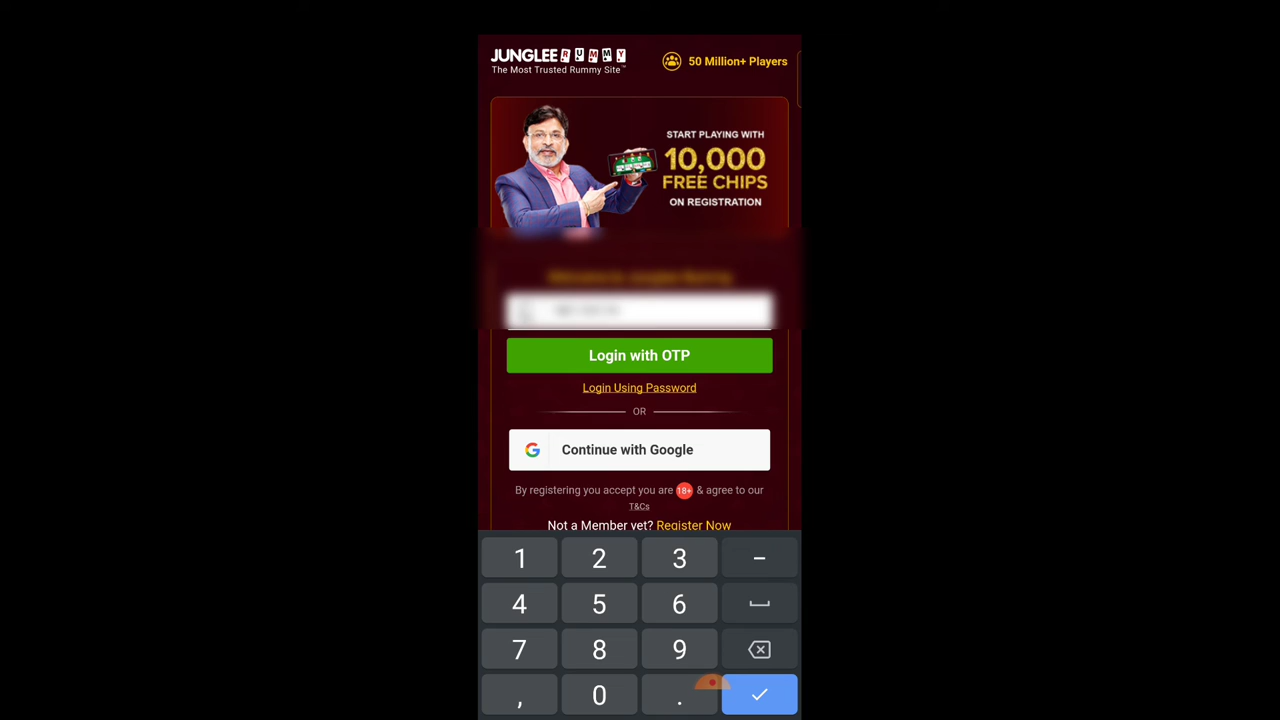 JUNGLEE RUMMY
The Most Trusted Rummy Site™
50 Million+ Players
START PLAYING WITH
10,000
FREE CHIPS
ON REGISTRATION
Login with OTP
Login Using Password
OR
Continue with Google
By registering you accept you are 18+ & agree to our
T&Cs
Not a Member yet? Register Now
1 2 3 –
4 5 6
7 8 9
, 0 .